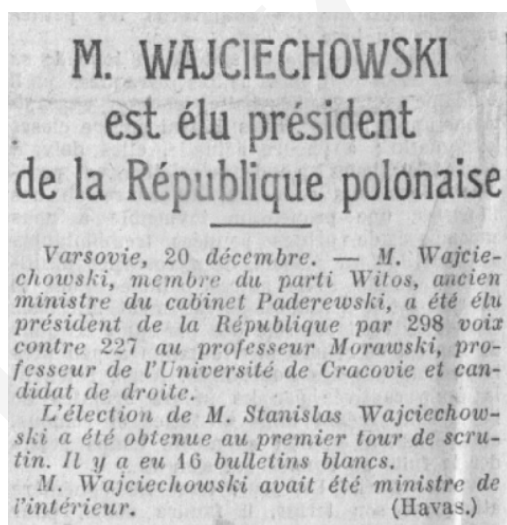 M. WAJCIECHOWSKI
est élu président
de la République polonaise
Varsovie, 20 décembre. — M. Wajcie-
chowski, membre du parti Witos, ancien
ministre du cabinet Paderewski, a été élu
président de la République par 298 voix
contre 227 au professeur Morawski, pro-
fesseur de l'Université de Cracovie et can-
didat de droite.
L'élection de M. Stanislas Wajciechow-
ski a été obtenue au premier tour de scru-
tin. Il y a eu 16 bulletins blancs.
M. Wajciechowski avait été ministre de
l'intérieur. (Havas.)